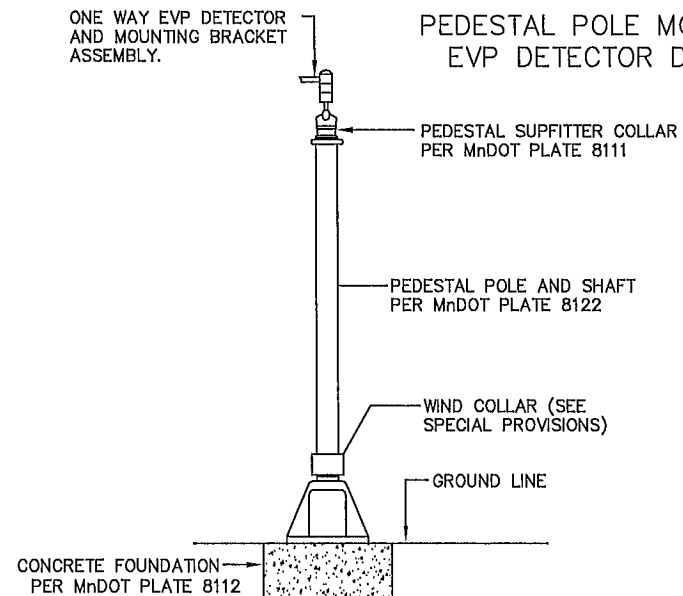 ONE WAY EVP DETECTOR
AND MOUNTING BRACKET
ASSEMBLY.
PEDESTAL POLE MO
EVP DETECTOR D
PEDESTAL SUPFITTER COLLAR
PER MnDOT PLATE 8111
PEDESTAL POLE AND SHAFT
PER MnDOT PLATE 8122
WIND COLLAR (SEE
SPECIAL PROVISIONS)
GROUND LINE
CONCRETE FOUNDATION
PER MnDOT PLATE 8112